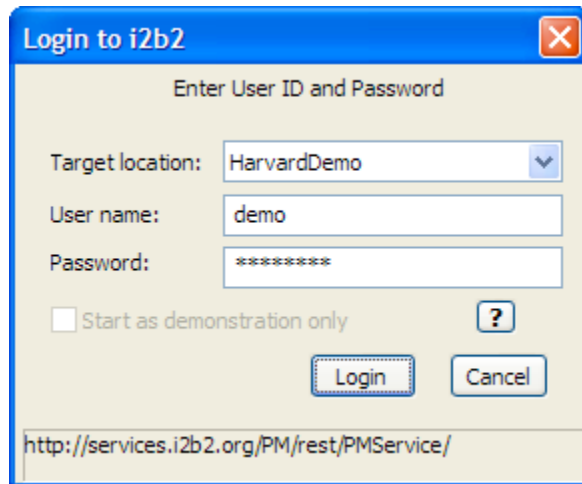 Login to i2b2
Enter User ID and Password
Target location: HarvardDemo
User name: demo
Password: ********
Start as demonstration only ?
Login Cancel
http://services.i2b2.org/PM/rest/PMService/